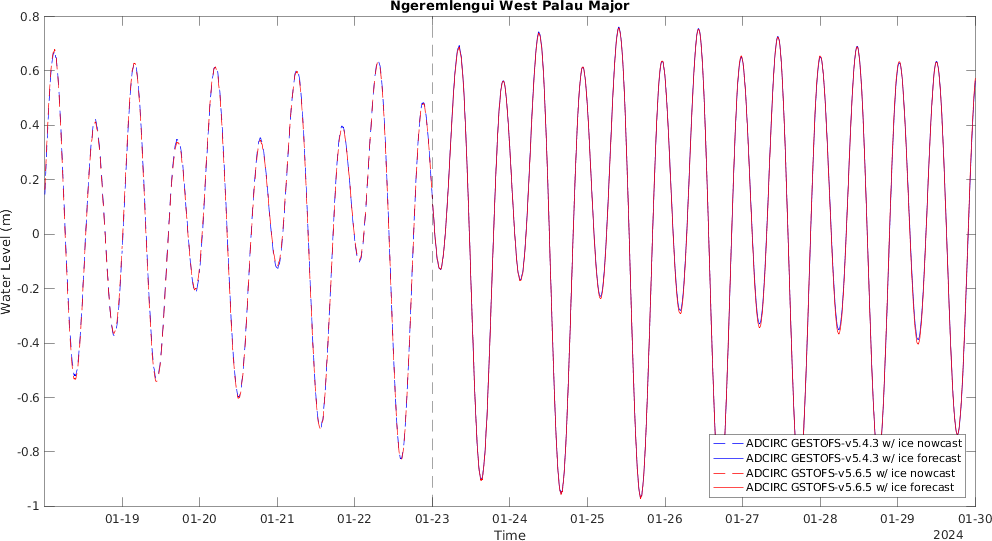 Ngeremlengui West Palau Major
0.8
0.6
0.4
0.2
0
-0.2
-0.4
-0.6
-0.8
-1
Water Level (m)
01-19 01-20 01-21 01-22 01-23 01-24 01-25 01-26 01-27 01-28 01-29 01-30
Time
2024
ADCIRC GESTOFS-v5.4.3 w/ ice nowcast
ADCIRC GESTOFS-v5.4.3 w/ ice forecast
ADCIRC GSTOFS-v5.6.5 w/ ice nowcast
ADCIRC GSTOFS-v5.6.5 w/ ice forecast